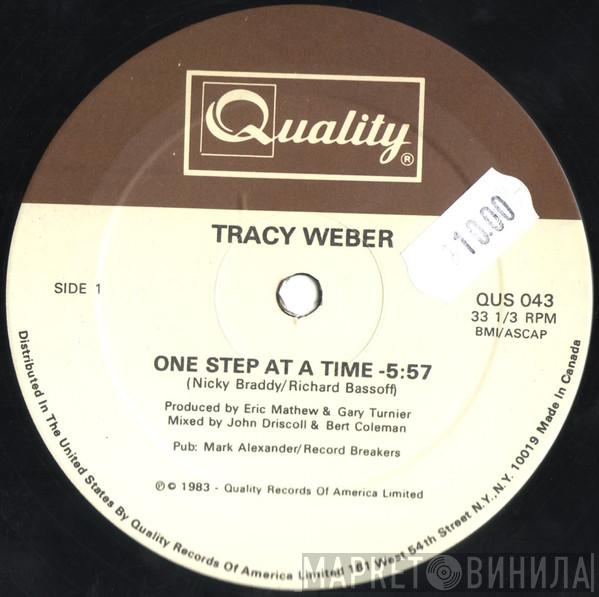 Quality®
TRACY WEBER
10.00
SIDE 1
QUS 043
33 1/3 RPM
BMI/ASCAP
ONE STEP AT A TIME -5:57
(Nicky Braddy/Richard Bassoff)
Produced by Eric Mathew & Gary Turnier
Mixed by John Driscoll & Bert Coleman
Pub: Mark Alexander/Record Breakers
℗© 1983 - Quality Records Of America Limited
Distributed In The United States By Quality Records Of America Limited 161 West 54th Street N.Y., N.Y. 10019 Made In Canada
МАРКЕТ ВИНИЛА